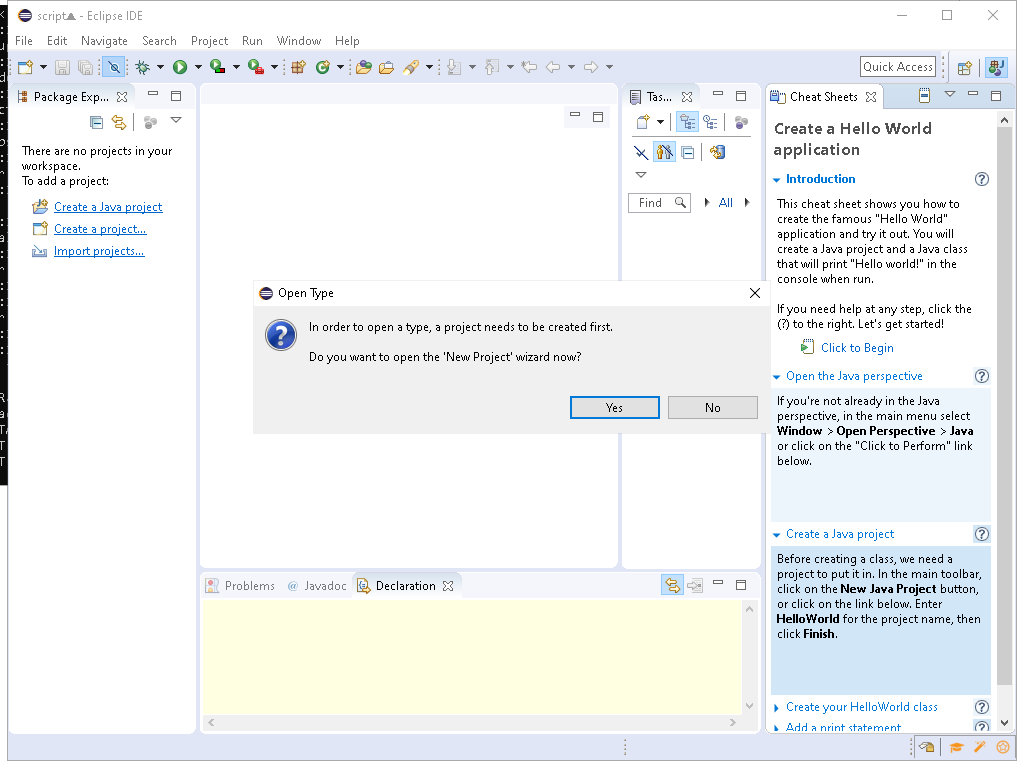 script▲ - Eclipse IDE
File Edit Navigate Search Project Run Window Help
Quick Access
Package Exp...
There are no projects in your
workspace.
To add a project:
Create a Java project
Create a project...
Import projects...
Tas...
Find
All
Open Type
In order to open a type, a project needs to be created first.
Do you want to open the 'New Project' wizard now?
Yes No
Problems @ Javadoc Declaration
Cheat Sheets
Create a Hello World
application
Introduction
This cheat sheet shows you how to
create the famous "Hello World"
application and try it out. You will
create a Java project and a Java class
that will print "Hello world!" in the
console when run.
If you need help at any step, click the
(?) to the right. Let's get started!
Click to Begin
Open the Java perspective
If you're not already in the Java
perspective, in the main menu select
Window > Open Perspective > Java
or click on the "Click to Perform" link
below.
Create a Java project
Before creating a class, we need a
project to put it in. In the main toolbar,
click on the New Java Project button,
or click on the link below. Enter
HelloWorld for the project name, then
click Finish.
Create your HelloWorld class
Add a print statement